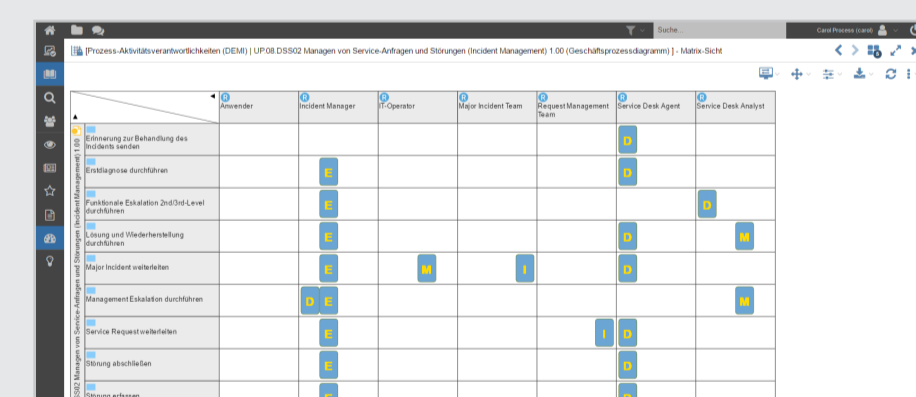 Suche...
Carol Process (carol)
[Prozess-Aktivitätsverantwortlichkeiten (DEMI) | UP.08.DSS02 Managen von Service-Anfragen und Störungen (Incident Management) 1.00 (Geschäftsprozessdiagramm) ] - Matrix-Sicht
R R R R R R R
Anwender Incident Manager IT-Operator Major Incident Team Request Management Service Desk Agent Service Desk Analyst
Team
DSS02 Managen von Service-Anfragen und Störungen (Incident Management) 1.00
Erinnerung zur Behandlung des
Incidents senden
D
Erstdiagnose durchführen
E D
Funktionale Eskalation 2nd/3rd-Level
durchführen
E D
Lösung und Wiederherstellung
durchführen
E D M
Major Incident weiterleiten
E M I D
Management Eskalation durchführen
D E M
Service Request weiterleiten
E I D
Störung abschließen
E D
Störung erfassen
E D